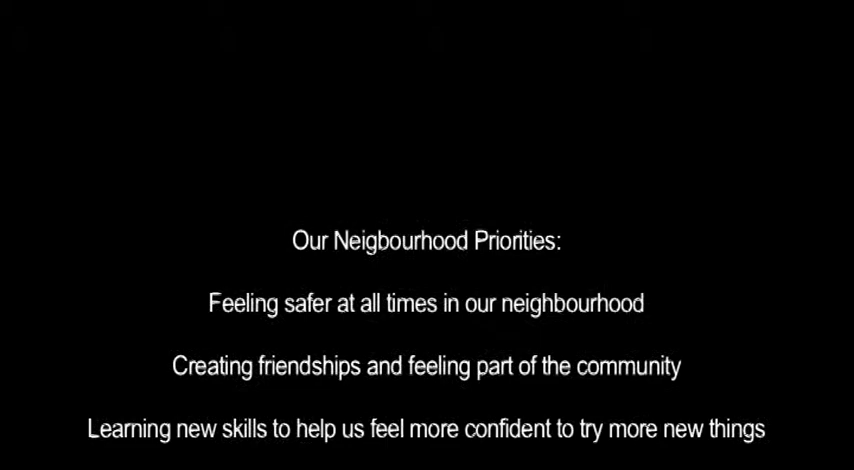 Our Neigbourhood Priorities:
Feeling safer at all times in our neighbourhood
Creating friendships and feeling part of the community
Learning new skills to help us feel more confident to try more new things